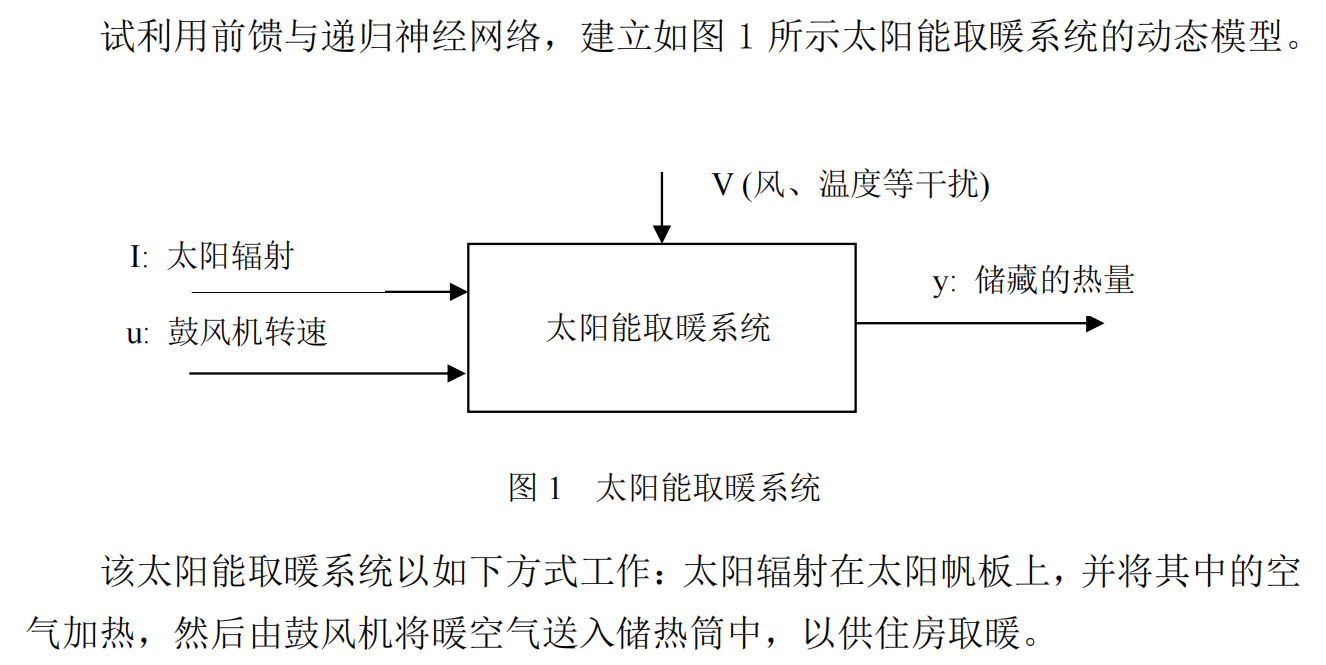 试利用前馈与递归神经网络，建立如图 1 所示太阳能取暖系统的动态模型。
V (风、温度等干扰)
I: 太阳辐射
y: 储藏的热量
u: 鼓风机转速
太阳能取暖系统
图 1 太阳能取暖系统
该太阳能取暖系统以如下方式工作：太阳辐射在太阳帆板上，并将其中的空
气加热，然后由鼓风机将暖空气送入储热筒中，以供住房取暖。